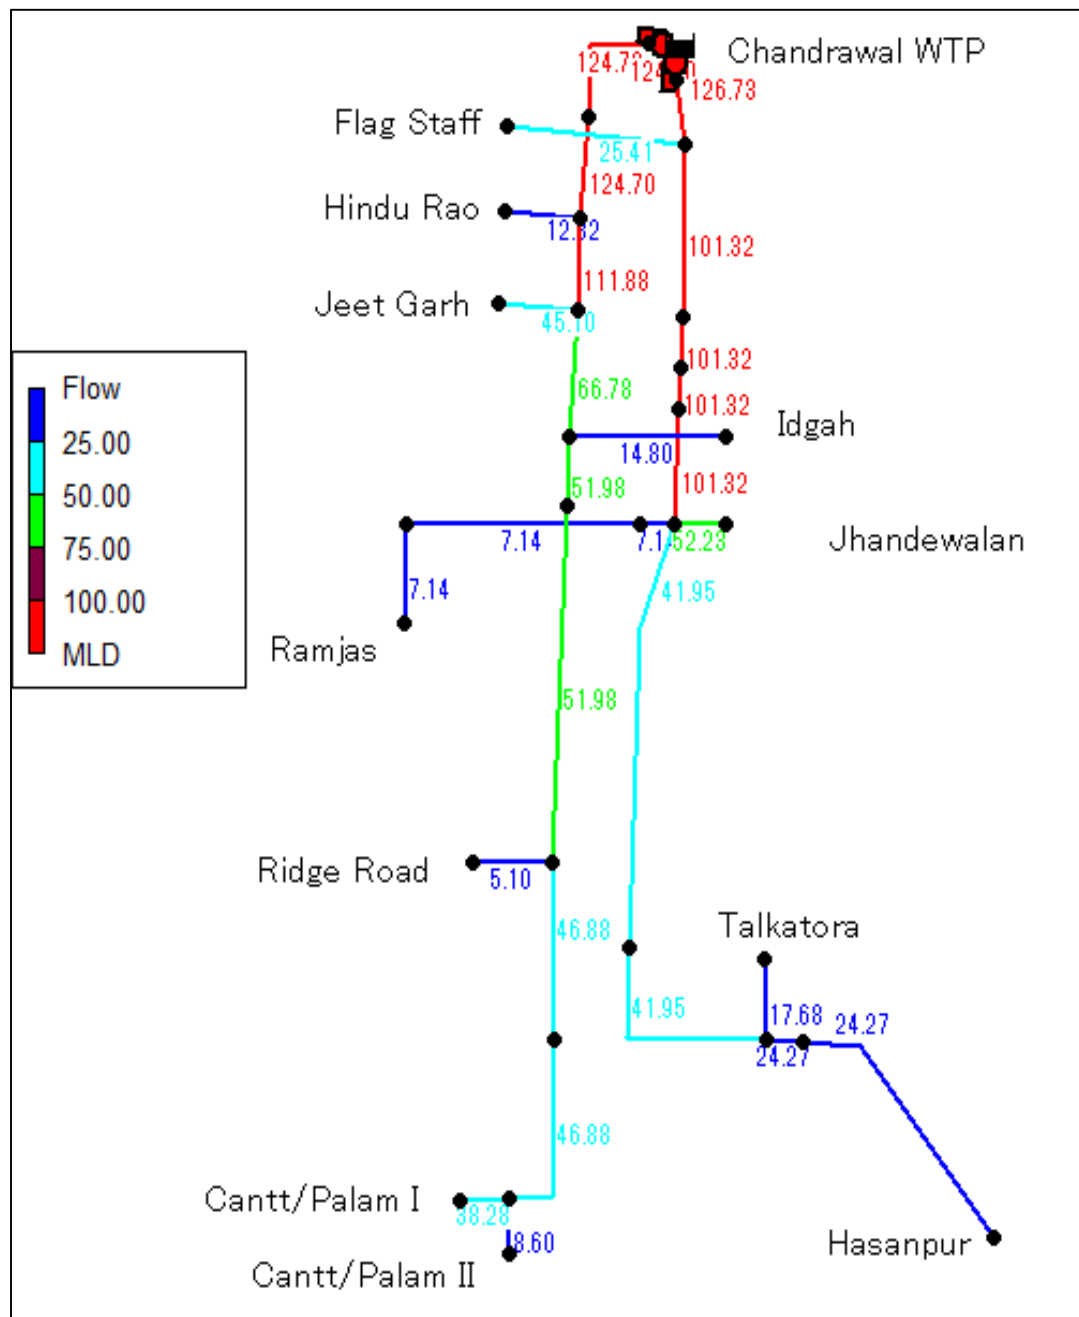 Chandrawal WTP
126.73
Flag Staff
25.41
124.70
Hindu Rao
12.82
101.32
111.88
Jeet Garh
45.10
101.32
Flow
25.00
50.00
75.00
100.00
MLD
66.78
101.32
Idgah
14.80
101.32
51.98
7.14
52.23
Jhandewalan
7.14
41.95
Ramjas
51.98
Ridge Road
5.10
46.88
Talkatora
41.95
17.68
24.27
24.27
46.88
Cantt/Palam I
38.28
8.60
Hasanpur
Cantt/Palam II